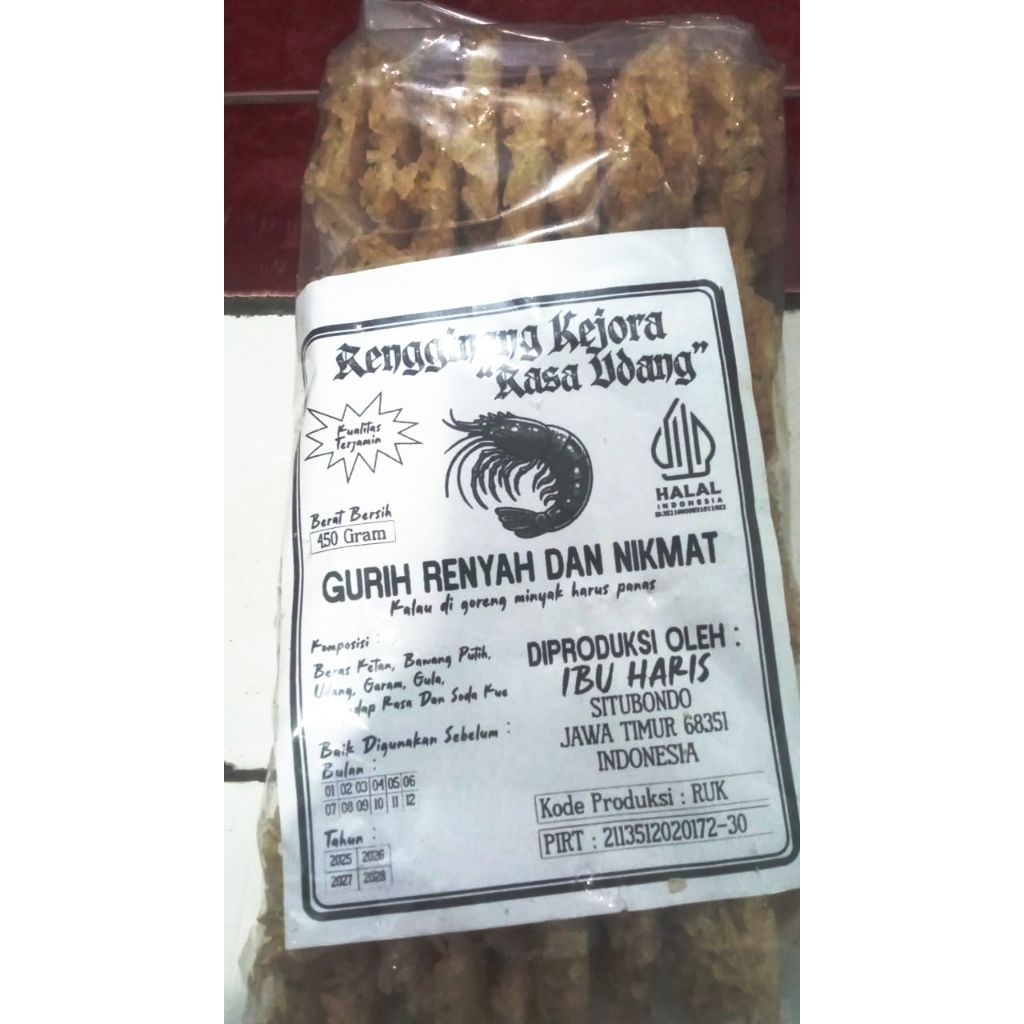 Rengginang Kejora
"Rasa Udang"
Kualitas
Terjamin
HALAL
INDONESIA
Berat Bersih
450 Gram
GURIH RENYAH DAN NIKMAT
Kalau di goreng minyak harus panas
Komposisi :
Beras Ketan, Bawang Putih,
Udang, Garam, Gula,
Rasa Dan Soda Kue
Baik Digunakan Sebelum :
Bulan :
01 02 03 04 05 06
07 08 09 10 11 12
Tahun :
2025 2026
2027 2028
DIPRODUKSI OLEH :
IBU HARIS
SITUBONDO
JAWA TIMUR 68351
INDONESIA
Kode Produksi : RUK
PIRT : 2113512020172-30